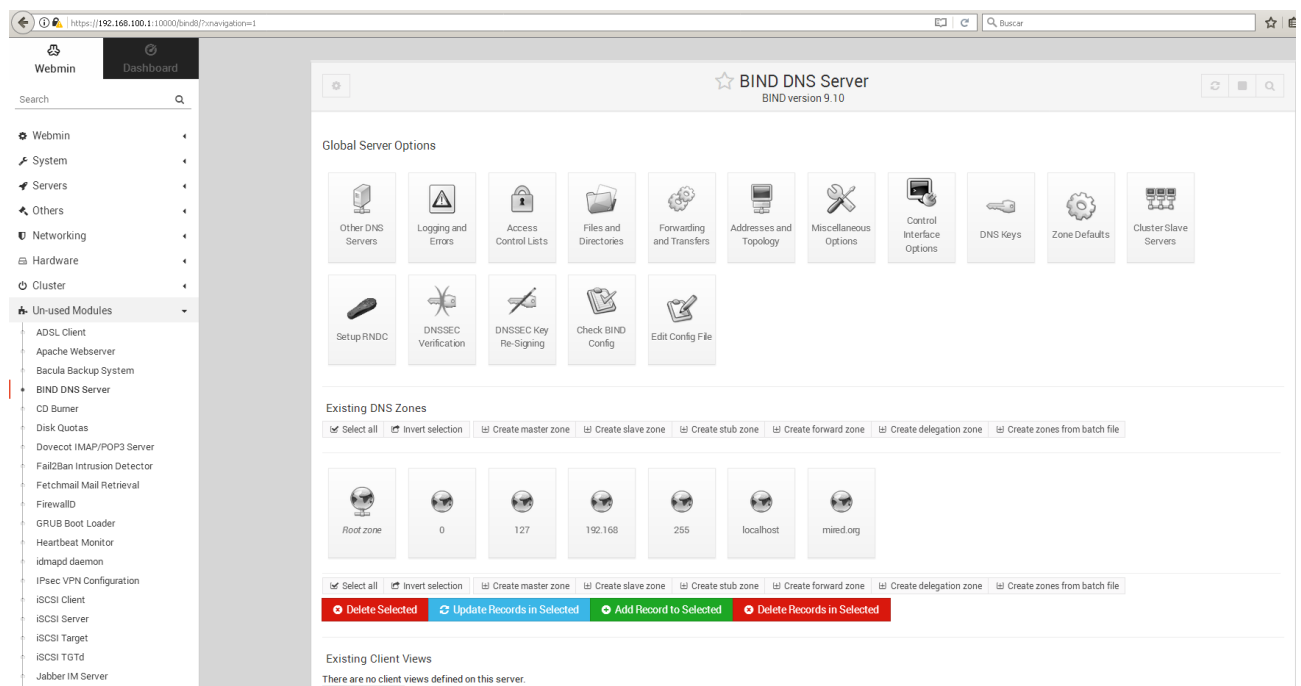 https://192.168.100.1:10000/bind8/?xnavigation=1
Buscar
Webmin
Dashboard
Search
Webmin
System
Servers
Others
Networking
Hardware
Cluster
Un-used Modules
ADSL Client
Apache Webserver
Bacula Backup System
BIND DNS Server
CD Burner
Disk Quotas
Dovecot IMAP/POP3 Server
Fail2Ban Intrusion Detector
Fetchmail Mail Retrieval
FirewallD
GRUB Boot Loader
Heartbeat Monitor
idmapd daemon
IPsec VPN Configuration
iSCSI Client
iSCSI Server
iSCSI Target
iSCSI TGTd
Jabber IM Server
BIND DNS Server
BIND version 9.10
Global Server Options
Other DNS
Servers
Logging and
Errors
Access
Control Lists
Files and
Directories
Forwarding
and Transfers
Addresses and
Topology
Miscellaneous
Options
Control
Interface
Options
DNS Keys
Zone Defaults
Cluster Slave
Servers
Setup RNDC
DNSSEC
Verification
DNSSEC Key
Re-Signing
Check BIND
Config
Edit Config File
Existing DNS Zones
Select all Invert selection Create master zone Create slave zone Create stub zone Create forward zone Create delegation zone Create zones from batch file
Root zone
0
127
192.168
255
localhost
mired.org
Select all Invert selection Create master zone Create slave zone Create stub zone Create forward zone Create delegation zone Create zones from batch file
Delete Selected Update Records in Selected Add Record to Selected Delete Records in Selected
Existing Client Views
There are no client views defined on this server.